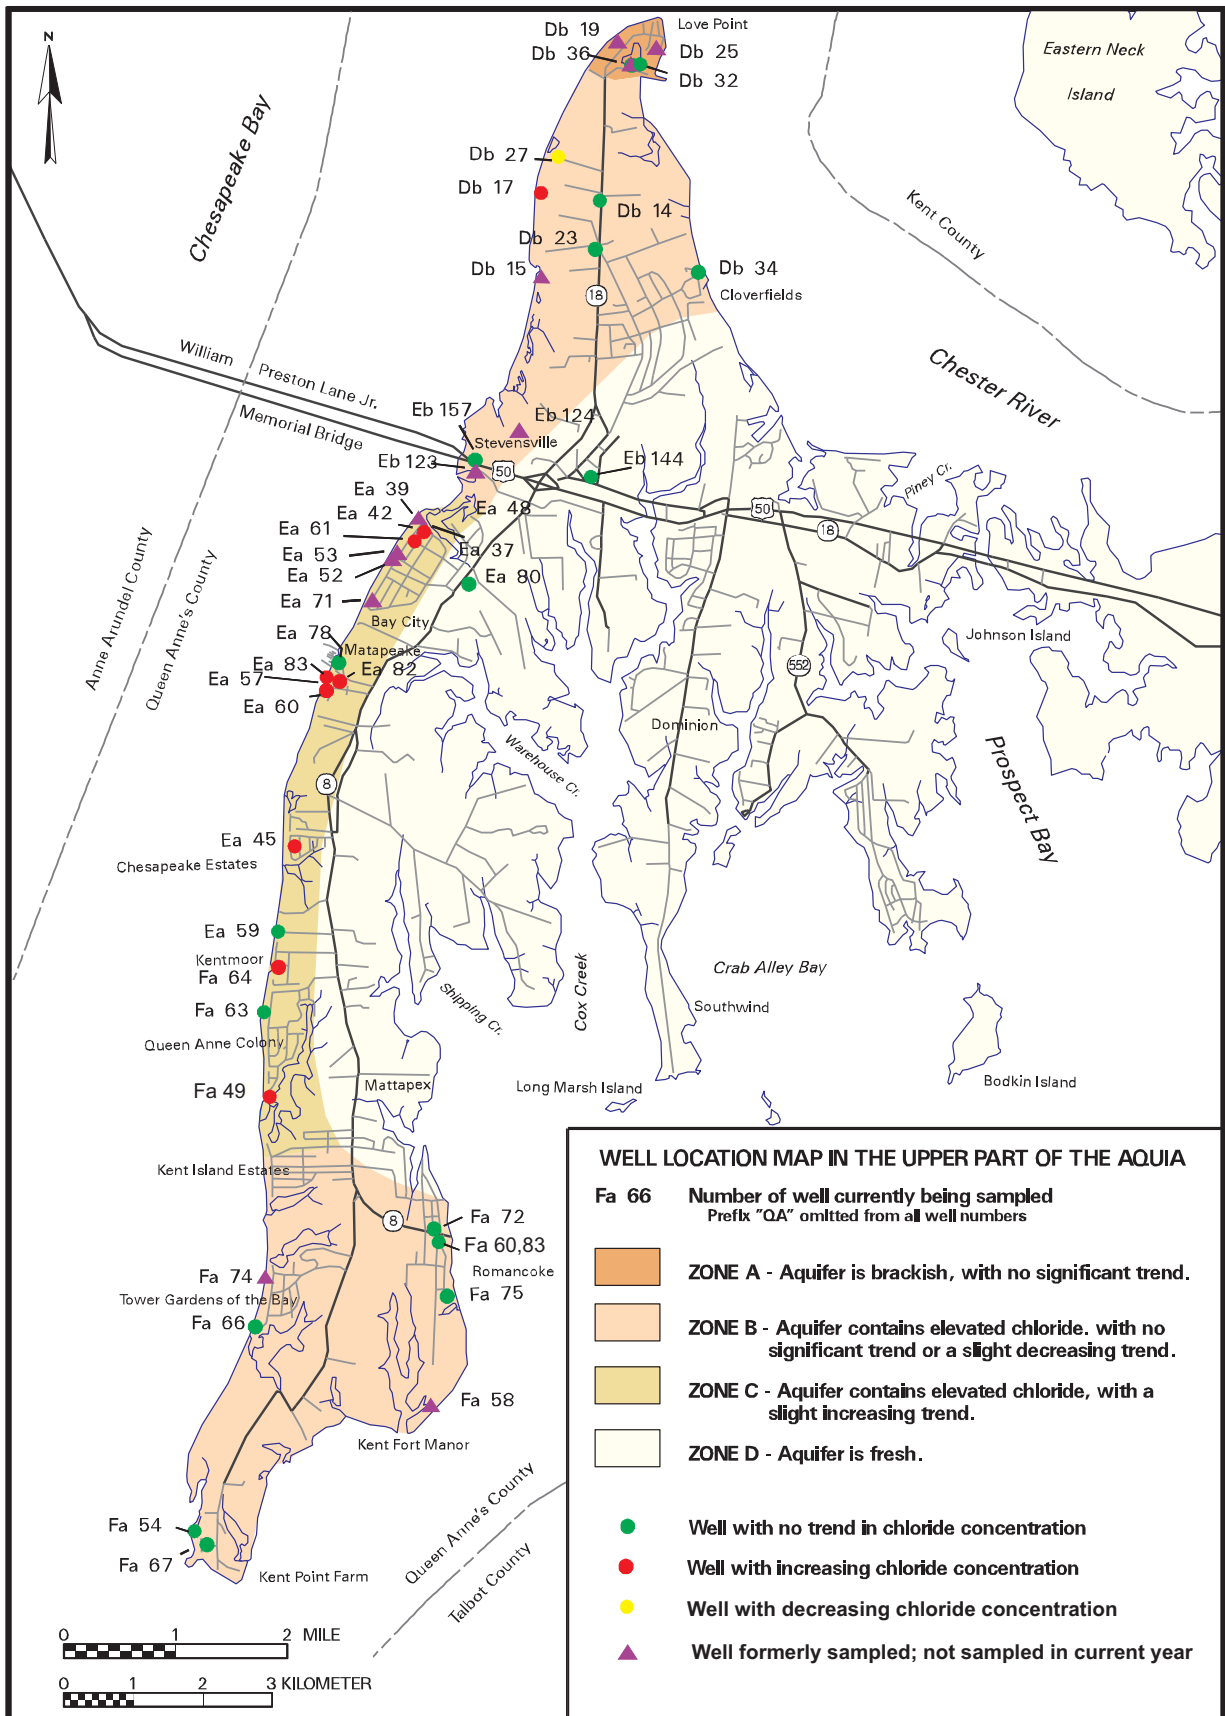 N
Love Point
Db 19
Db 36
Db 25
Db 32
Eastern Neck
Island
Chesapeake Bay
Db 27
Db 17
Db 14
Db 23
Db 15
Db 34
Cloverfields
Kent County
18
William Preston Lane Jr.
Memorial Bridge
Chester River
Eb 157
Eb 124
Stevensville
Eb 123
50
Eb 144
Piney Cr.
50
18
Ea 39
Ea 42
Ea 48
Ea 61
Ea 53
Ea 37
Ea 52
Ea 80
Ea 71
Bay City
Anne Arundel County
Queen Anne's County
Ea 78
Matapeake
Ea 83
Ea 82
Ea 57
Ea 60
Johnson Island
552
Dominion
Warehouse Cr.
Prospect Bay
8
Ea 45
Chesapeake Estates
Ea 59
Kentmoor
Fa 64
Fa 63
Shipping Cr.
Cox Creek
Crab Alley Bay
Southwind
Queen Anne Colony
Mattapex
Long Marsh Island
Bodkin Island
Fa 49
Kent Island Estates
8
Fa 72
Fa 60,83
Romancoke
Fa 74
Fa 75
Tower Gardens of the Bay
Fa 66
Fa 58
Kent Fort Manor
Fa 54
Fa 67
Kent Point Farm
Queen Anne's County
Talbot County
0 1 2 MILE
0 1 2 3 KILOMETER
WELL LOCATION MAP IN THE UPPER PART OF THE AQUIA
Fa 66 Number of well currently being sampled
Prefix "QA" omitted from all well numbers
ZONE A - Aquifer is brackish, with no significant trend.
ZONE B - Aquifer contains elevated chloride. with no
significant trend or a slight decreasing trend.
ZONE C - Aquifer contains elevated chloride, with a
slight increasing trend.
ZONE D - Aquifer is fresh.
Well with no trend in chloride concentration
Well with increasing chloride concentration
Well with decreasing chloride concentration
Well formerly sampled; not sampled in current year